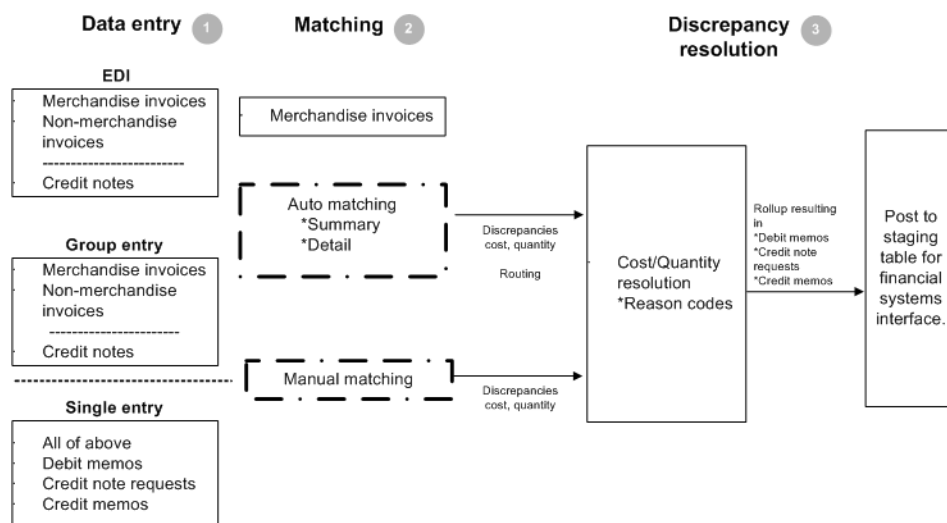 Data entry 1
EDI
Merchandise invoices
Non-merchandise
invoices
Credit notes
Group entry
Merchandise invoices
Non-merchandise
invoices
Credit notes
Single entry
All of above
Debit memos
Credit note requests
Credit memos
Matching 2
Merchandise invoices
Auto matching
*Summary
*Detail
Manual matching
Discrepancies
cost, quantity
Routing
Discrepancies
cost, quantity
Discrepancy 3
resolution
Cost/Quantity
resolution
*Reason codes
Rollup resulting
in
*Debit memos
*Credit note
requests
*Credit memos
Post to
staging
table for
financial
systems
interface.